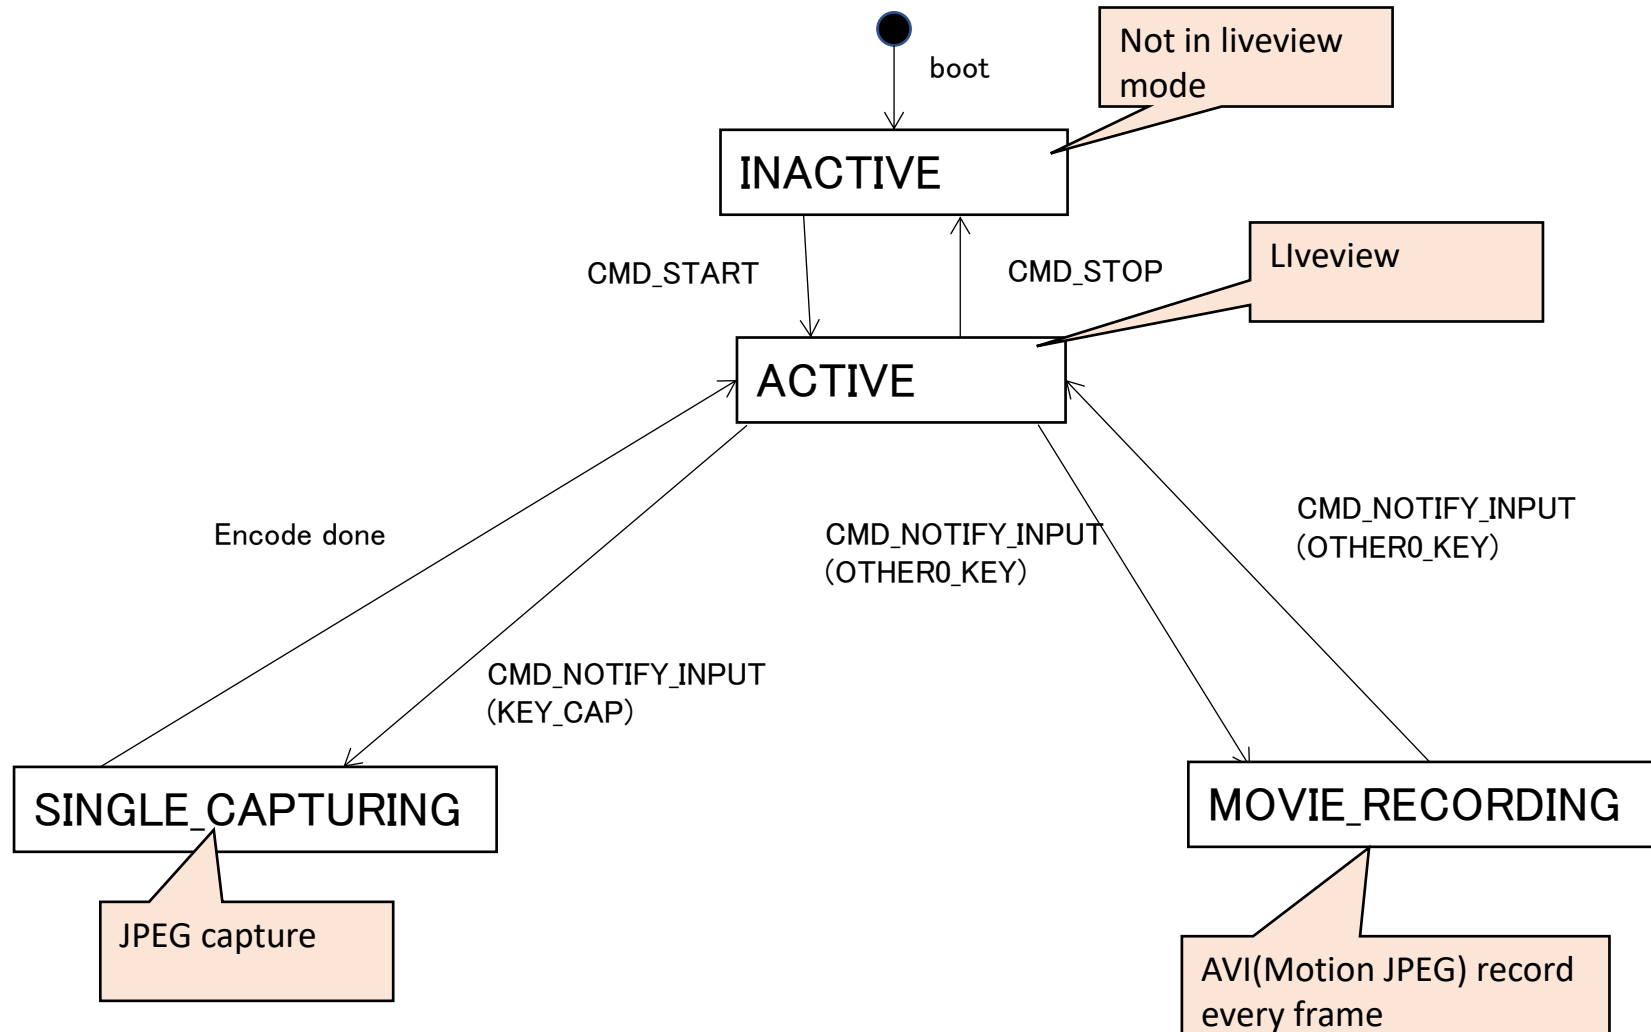 boot
Not in liveview
mode
INACTIVE
CMD_START
CMD_STOP
LIveview
ACTIVE
Encode done
CMD_NOTIFY_INPUT
(OTHER0_KEY)
CMD_NOTIFY_INPUT
(OTHER0_KEY)
CMD_NOTIFY_INPUT
(KEY_CAP)
SINGLE_CAPTURING
MOVIE_RECORDING
JPEG capture
AVI(Motion JPEG) record
every frame